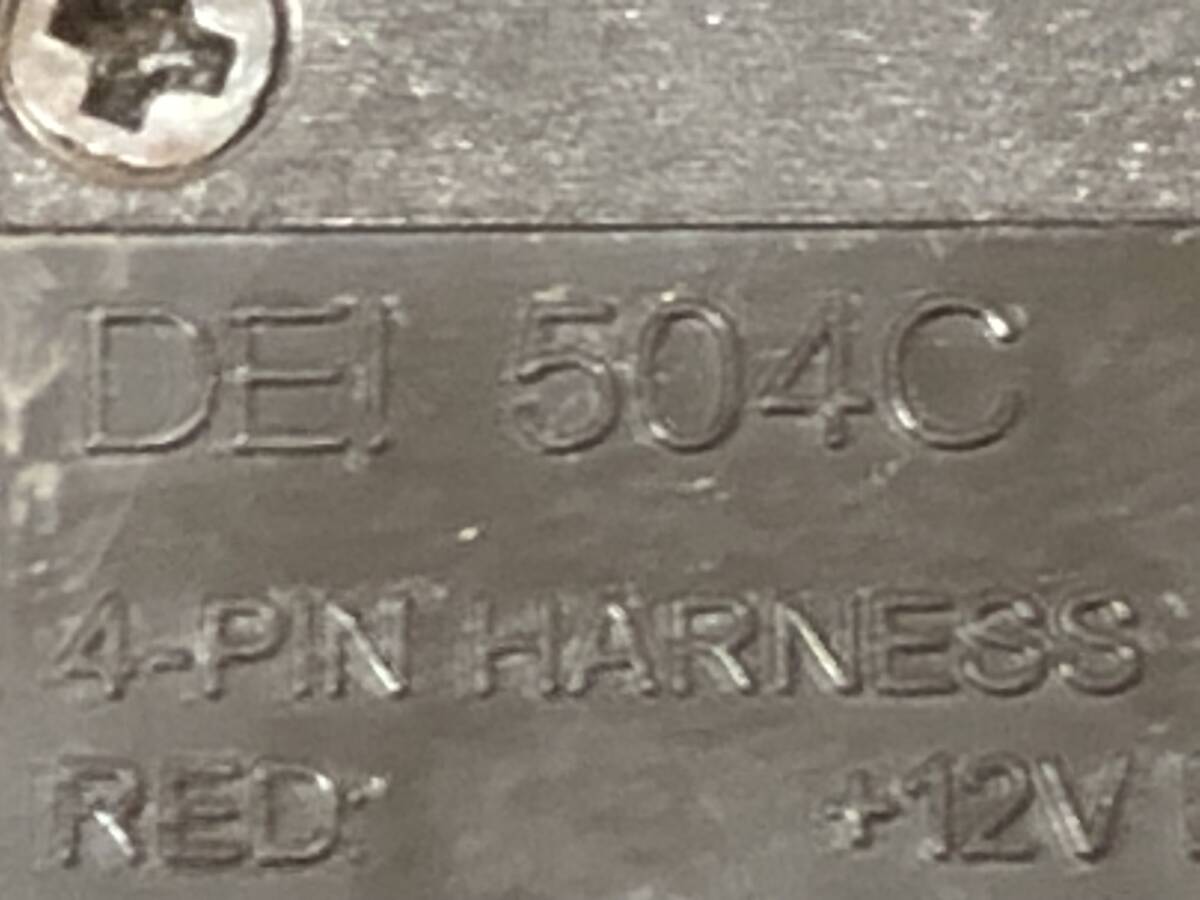 DEI 504C
4-PIN HARNESS
RED: +12V